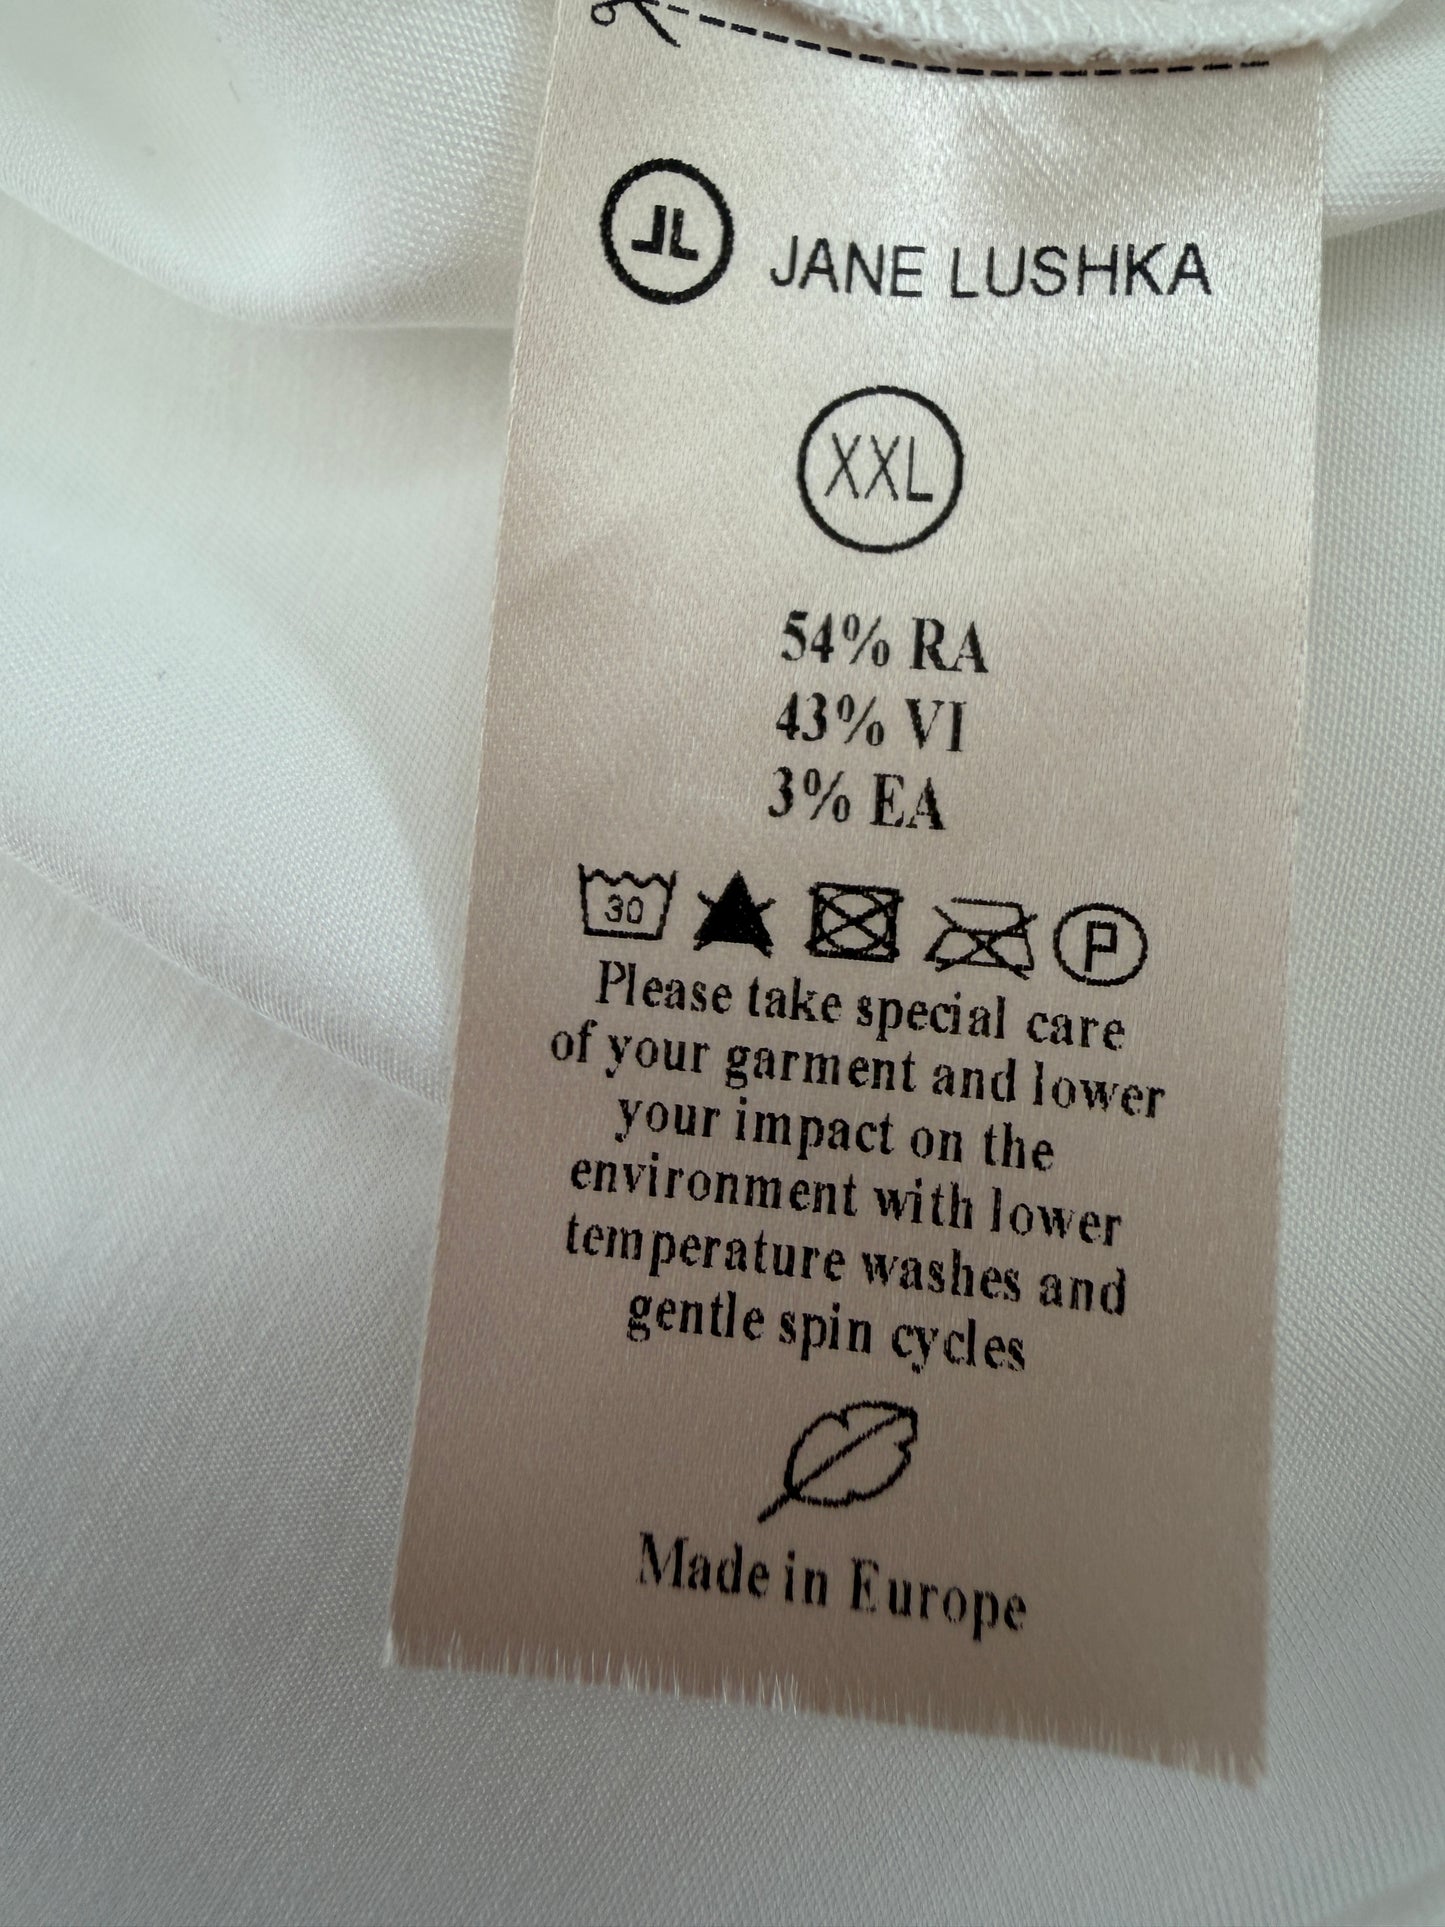 JL JANE LUSHKA
XXL
54% RA
43% VI
3% EA
30 P
Please take special care
of your garment and lower
your impact on the
environment with lower
temperature washes and
gentle spin cycles
Made in Europe